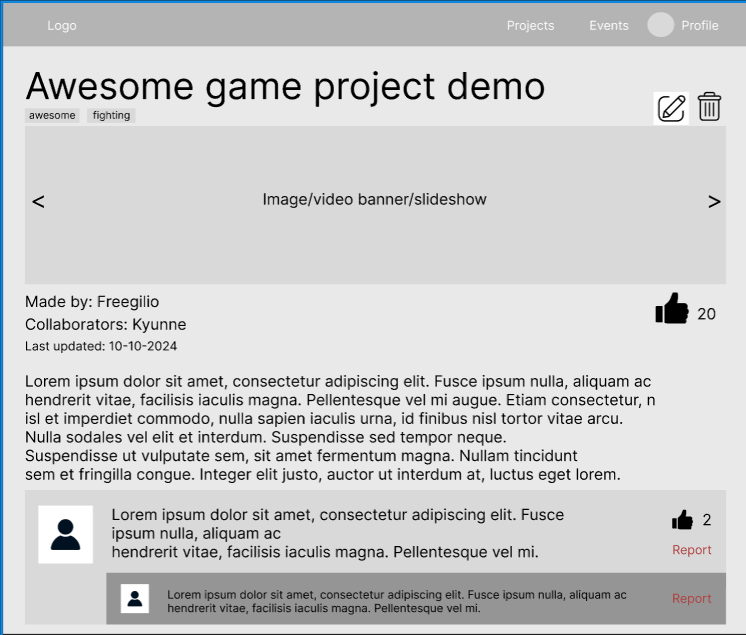 Logo
Projects
Events
Profile
Awesome game project demo
awesome
fighting
<
Image/video banner/slideshow
>
Made by: Freegilio
20
Collaborators: Kyunne
Last updated: 10-10-2024
Lorem ipsum dolor sit amet, consectetur adipiscing elit. Fusce ipsum nulla, aliquam ac
hendrerit vitae, facilisis iaculis magna. Pellentesque vel mi augue. Etiam consectetur, n
isl et imperdiet commodo, nulla sapien iaculis urna, id finibus nisl tortor vitae arcu.
Nulla sodales vel elit et interdum. Suspendisse sed tempor neque.
Suspendisse ut vulputate sem, sit amet fermentum magna. Nullam tincidunt
sem et fringilla congue. Integer elit justo, auctor ut interdum at, luctus eget lorem.
Lorem ipsum dolor sit amet, consectetur adipiscing elit. Fusce
ipsum nulla, aliquam ac
hendrerit vitae, facilisis iaculis magna. Pellentesque vel mi.
2
Report
Lorem ipsum dolor sit amet, consectetur adipiscing elit. Fusce ipsum nulla, aliquam ac
hendrerit vitae, facilisis iaculis magna. Pellentesque vel mi.
Report